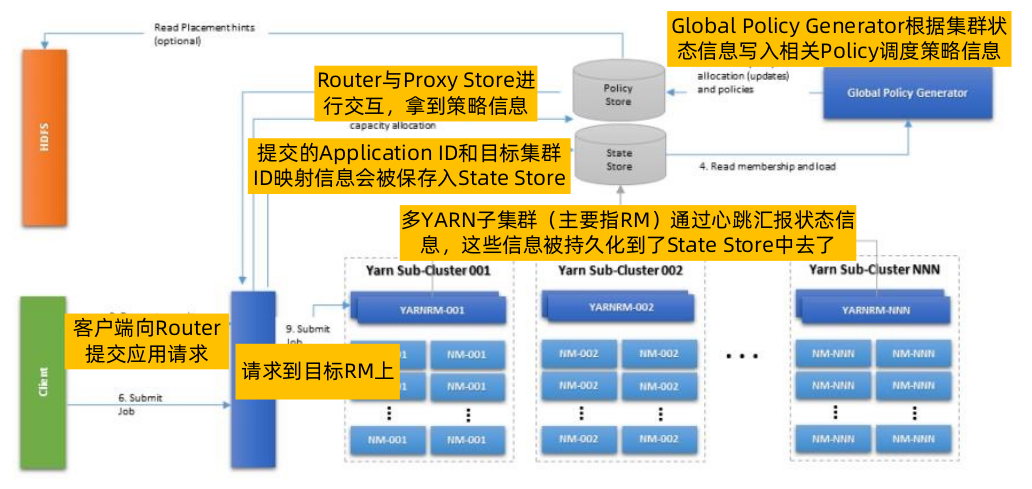 Read Placement hints
(optional)
Global Policy Generator根据集群状
态信息写入相关Policy调度策略信息
allocation (updates)
and policies
Global Policy Generator
HDFS
Policy
Store
Router与Proxy Store进
行交互，拿到策略信息
capacity allocation
提交的Application ID和目标集群
ID映射信息会被保存入State Store
State
Store
4. Read membership and load
多YARN子集群（主要指RM）通过心跳汇报状态信
息，这些信息被持久化到了State Store中去了
Yarn Sub-Cluster 001
Yarn Sub-Cluster 002
Yarn Sub-Cluster NNN
YARNRM-001
YARNRM-002
YARNRM-NNN
Client
客户端向Router
提交应用请求
6. Submit
Job
9. Submit
Job
请求到目标RM上
001
NM-001
NM-002
NM-002
NM-NNN
NM-NNN
001
NM-001
NM-002
NM-002
NM-NNN
NM-NNN
NM-001
NM-001
NM-002
NM-002
NM-NNN
NM-NNN